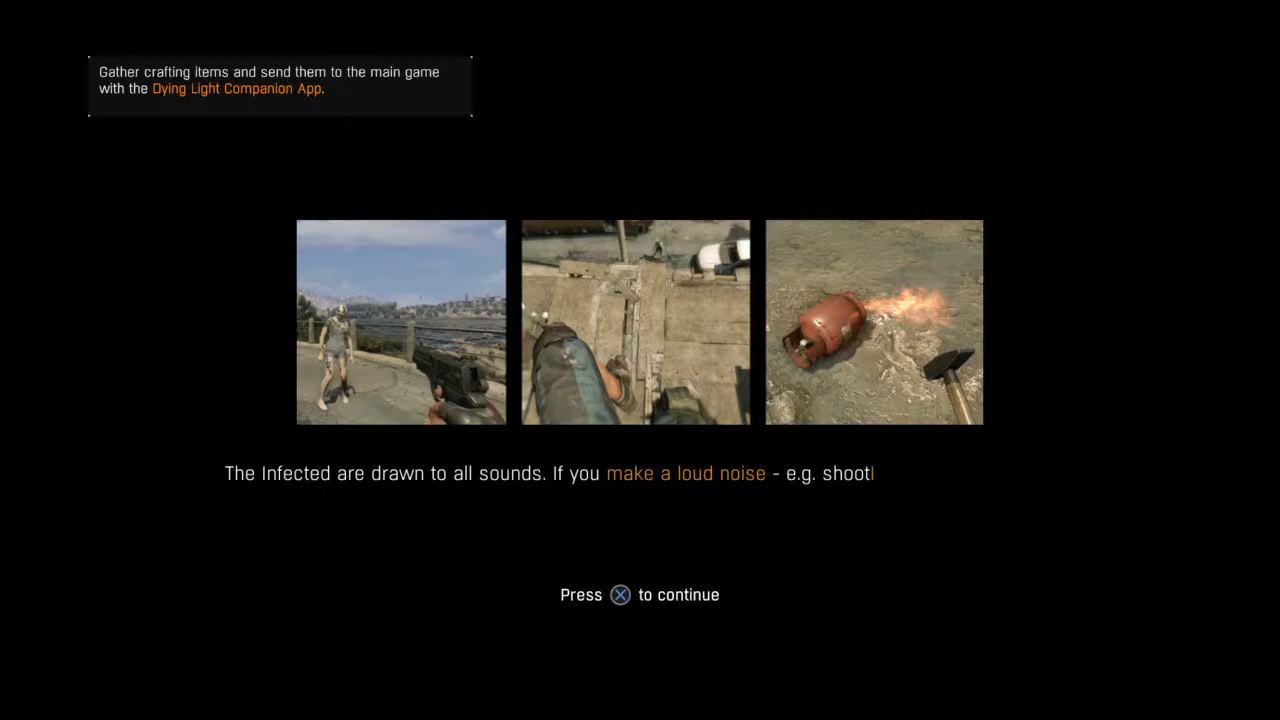 Gather crafting items and send them to the main game
with the Dying Light Companion App.
The Infected are drawn to all sounds. If you make a loud noise - e.g. shoot
Press to continue